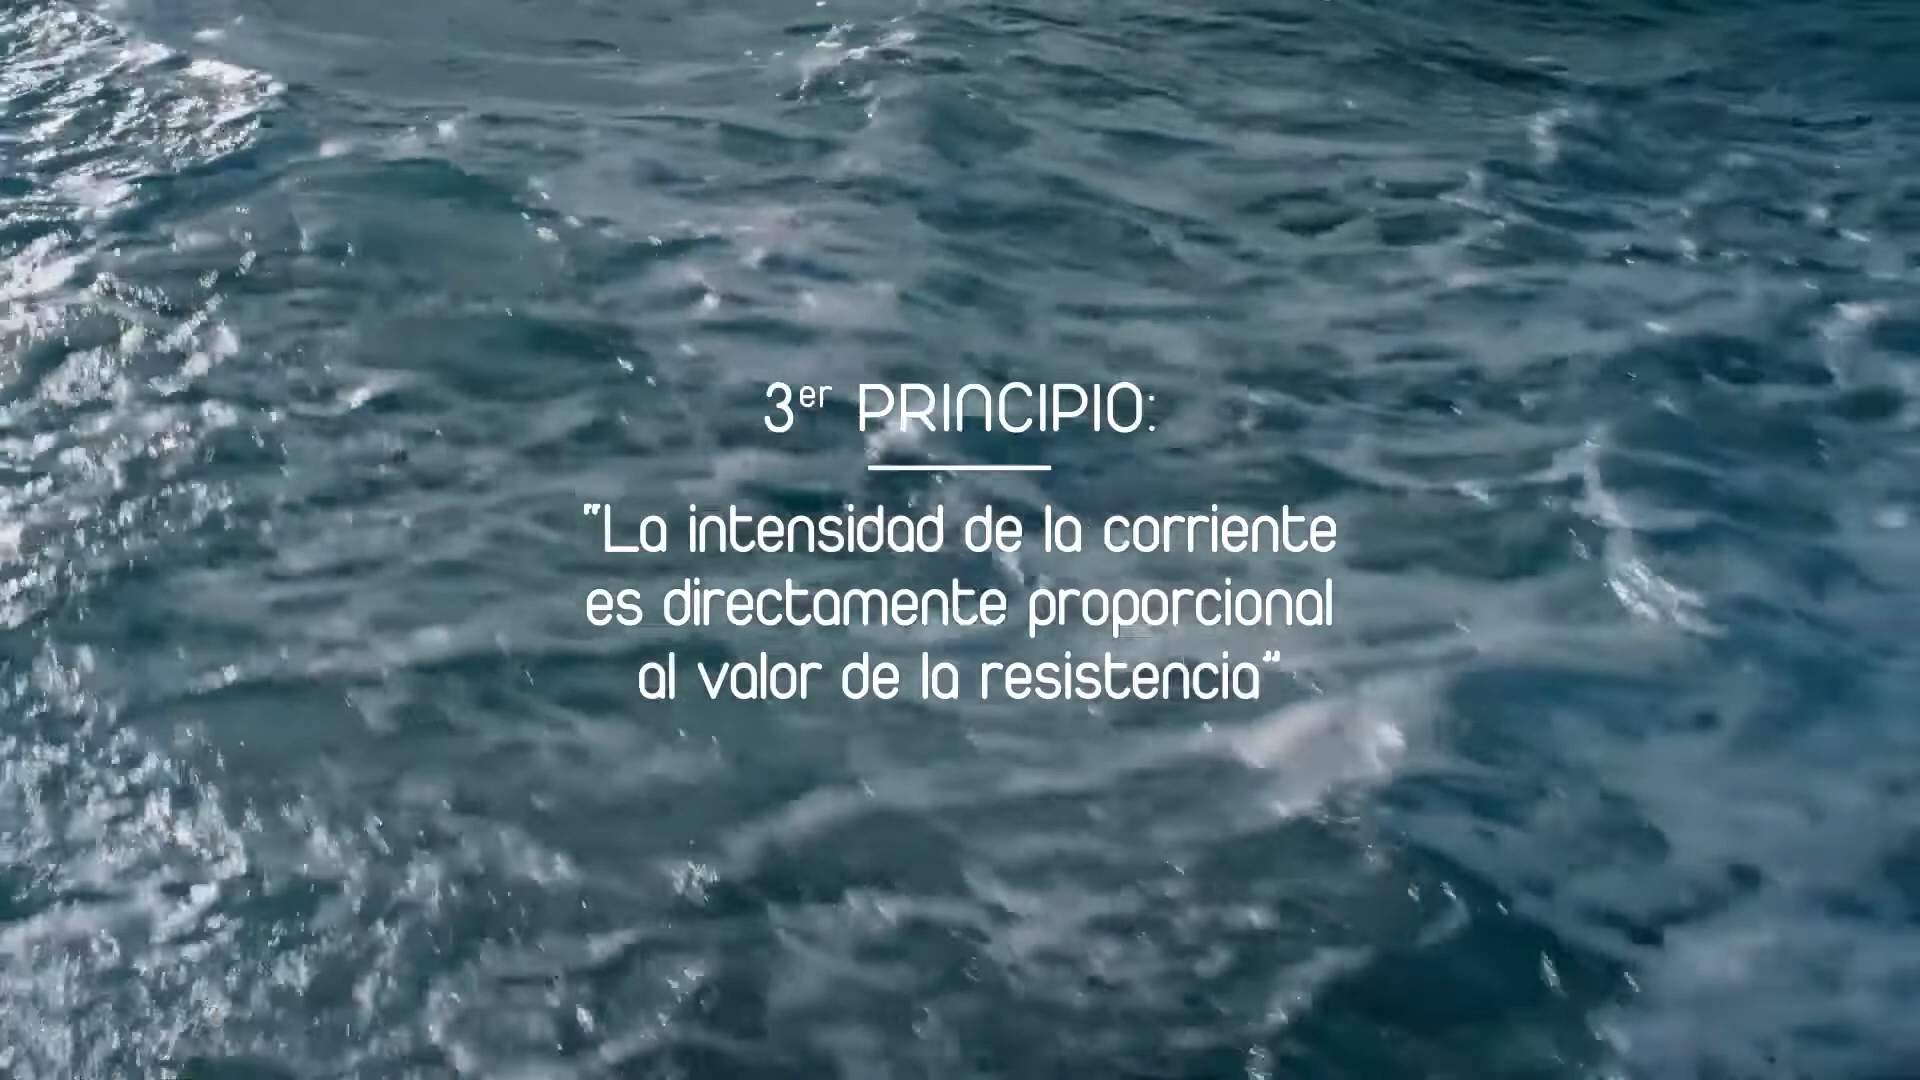 3er PRINCIPIO:
"La intensidad de la corriente
es directamente proporcional
al valor de la resistencia"